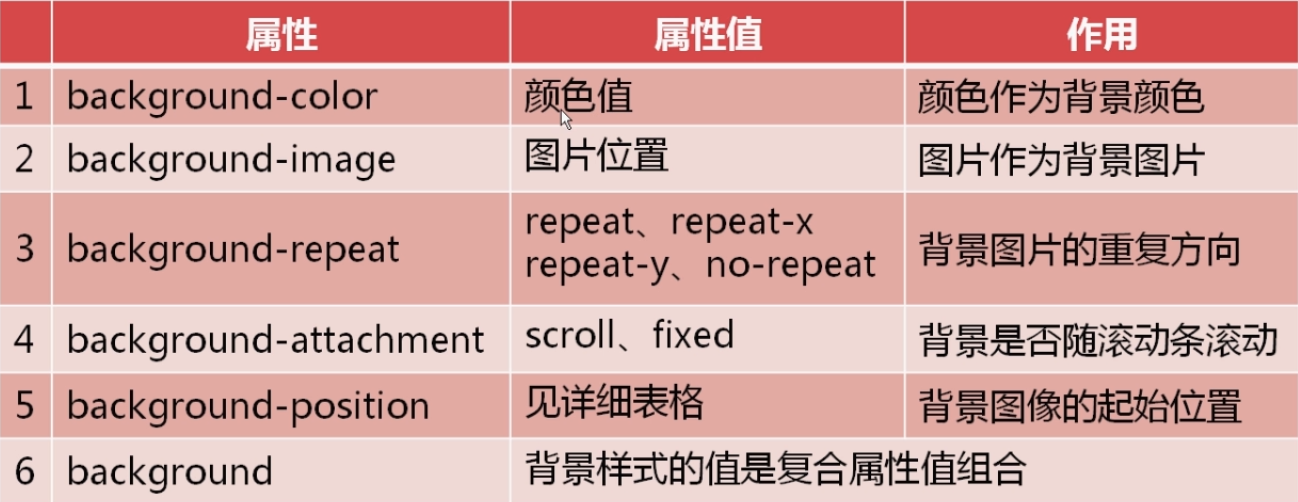 属性 属性值 作用
1 background-color 颜色值 颜色作为背景颜色
2 background-image 图片位置 图片作为背景图片
3 background-repeat repeat、repeat-x
repeat-y、no-repeat 背景图片的重复方向
4 background-attachment scroll、fixed 背景是否随滚动条滚动
5 background-position 见详细表格 背景图像的起始位置
6 background 背景样式的值是复合属性值组合